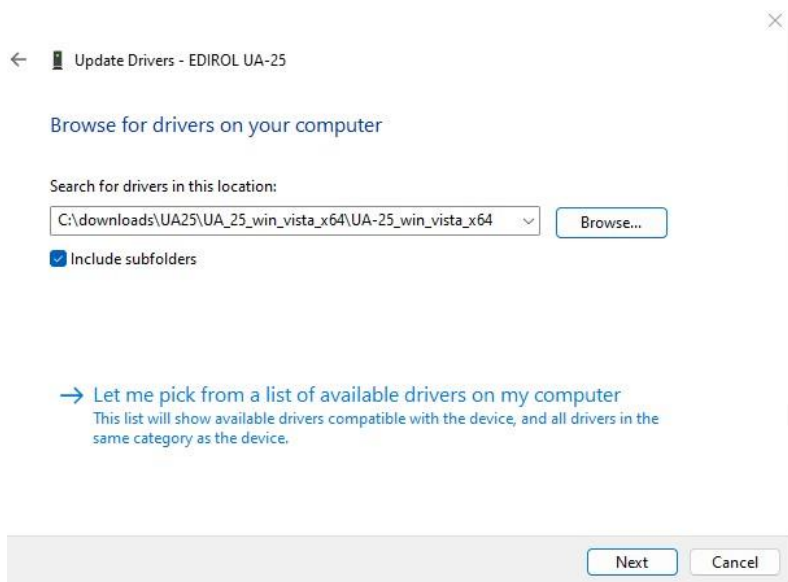 Update Drivers - EDIROL UA-25
Browse for drivers on your computer
Search for drivers in this location:
C:\downloads\UA25\UA_25_win_vista_x64\UA-25_win_vista_x64
Browse...
Include subfolders
Let me pick from a list of available drivers on my computer
This list will show available drivers compatible with the device, and all drivers in the
same category as the device.
Next
Cancel